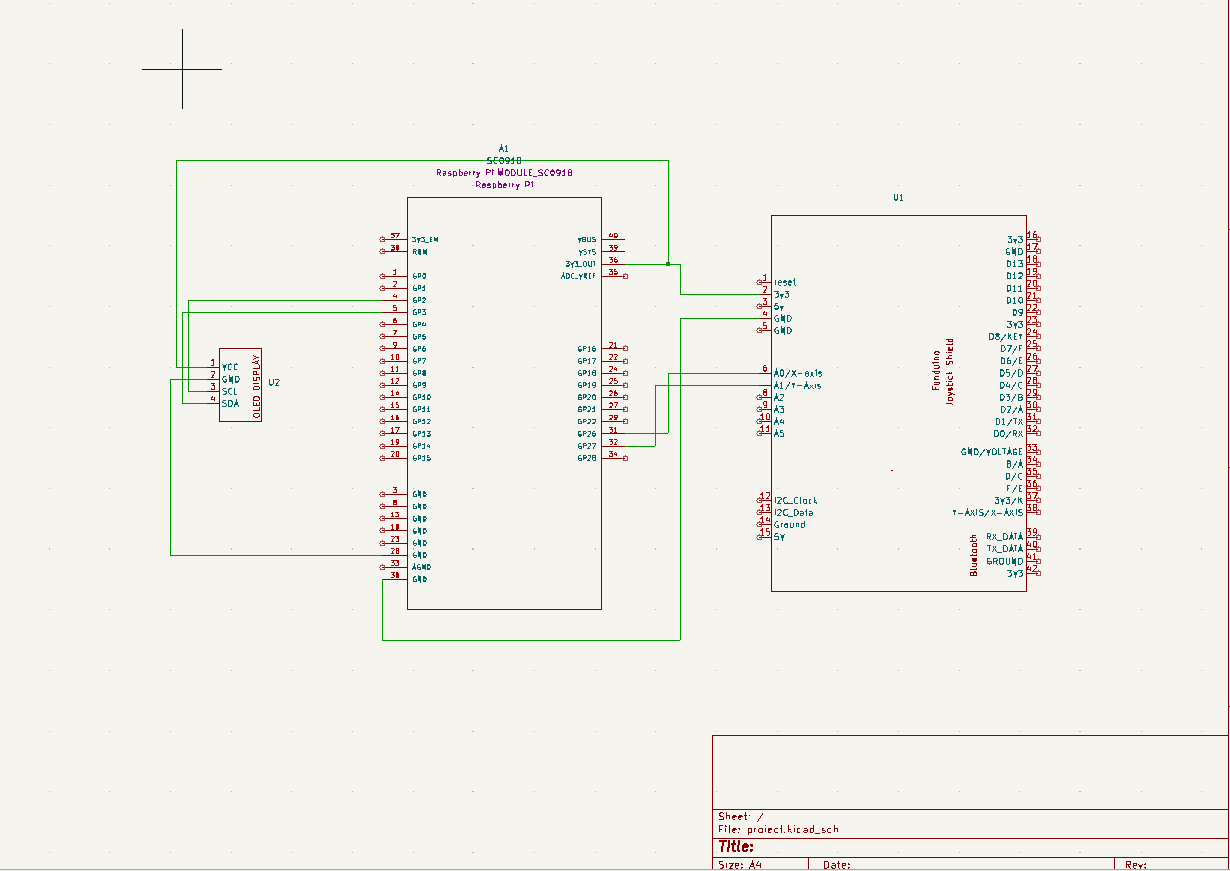 A1
SC0918
Raspberry Pi MODULE_SC0918
Raspberry Pi
37 3V3_EN
30 RUN
1 GP0
2 GP1
4 GP2
5 GP3
6 GP4
7 GP5
9 GP6
10 GP7
11 GP8
12 GP9
14 GP10
15 GP11
16 GP12
17 GP13
19 GP14
20 GP15
3 GND
8 GND
13 GND
18 GND
23 GND
28 GND
33 AGND
38 GND
VBUS 40
VSYS 39
3V3_OUT 36
ADC_VREF 35
GP16 21
GP17 22
GP18 24
GP19 25
GP20 26
GP21 27
GP22 29
GP26 31
GP27 32
GP28 34
1 VCC
2 GND
3 SCL
4 SDA
OLED DISPLAY
U2
U1
1 reset
2 3v3
3 5v
4 GND
5 GND
6 A0/X-axis
A1/Y-Axis
8 A2
9 A3
10 A4
11 A5
12 I2C_Clock
13 I2C_Data
14 Ground
15 5V
Funduino
Joystick Shield
Bluetooth
3v3 16
GND 17
D13 18
D12 19
D11 20
D10 21
D9 22
3v3 23
D8/KEY 24
D7/F 25
D6/E 26
D5/D 27
D4/C 28
D3/B 29
D2/A 30
D1/TX 31
D0/RX 32
GND/VOLTAGE 33
B/A 34
D/C 35
F/E 36
3V3/K 37
Y-AXIS/X-AXIS 38
RX_DATA 39
TX_DATA 40
GROUND 41
3V3 42
Sheet: /
File: project.kicad_sch
Title:
Size: A4
Date:
Rev: